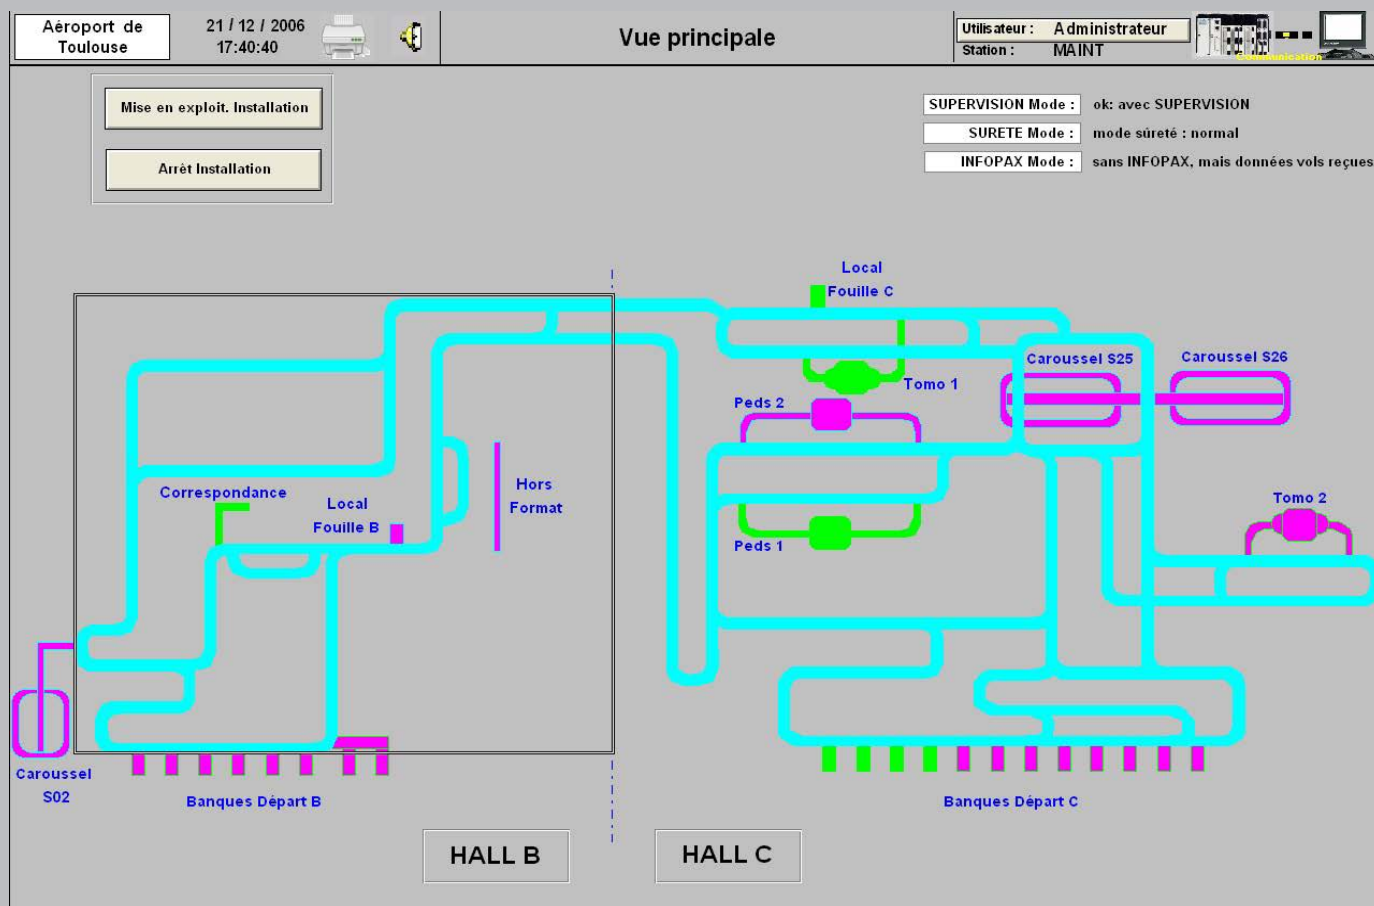 Aéroport de
Toulouse
21 / 12 / 2006
17:40:40
Vue principale
Utilisateur : Administrateur
Station : MAINT
Communication
Mise en exploit. Installation
Arrèt Installation
SUPERVISION Mode : ok: avec SUPERVISION
SURETE Mode : mode sûreté : normal
INFOPAX Mode : sans INFOPAX, mais données vols reçues
Local
Fouille C
Caroussel S25
Caroussel S26
Tomo 1
Peds 2
Correspondance
Local
Fouille B
Hors
Format
Tomo 2
Peds 1
Caroussel
S02
Banques Départ B
Banques Départ C
HALL B
HALL C